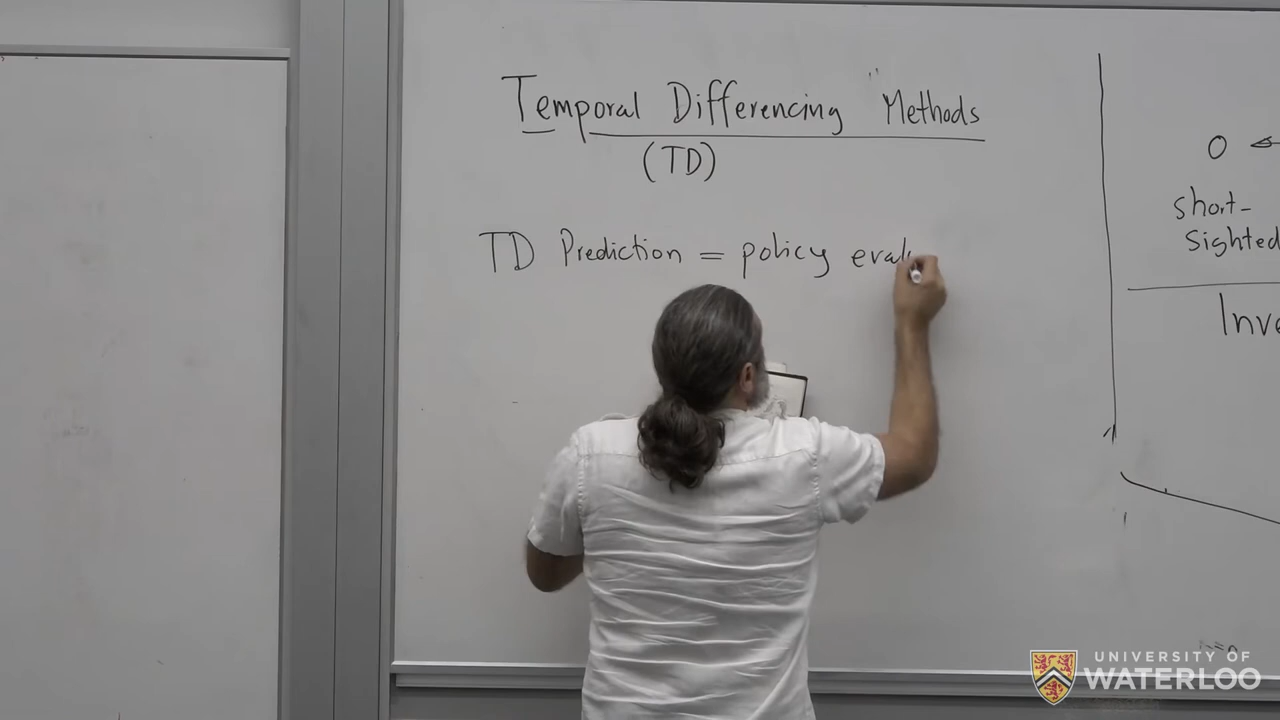 Temporal Differencing Methods
(TD)
TD Prediction = policy eval
0
short-
sighted
Inve
UNIVERSITY OF
WATERLOO